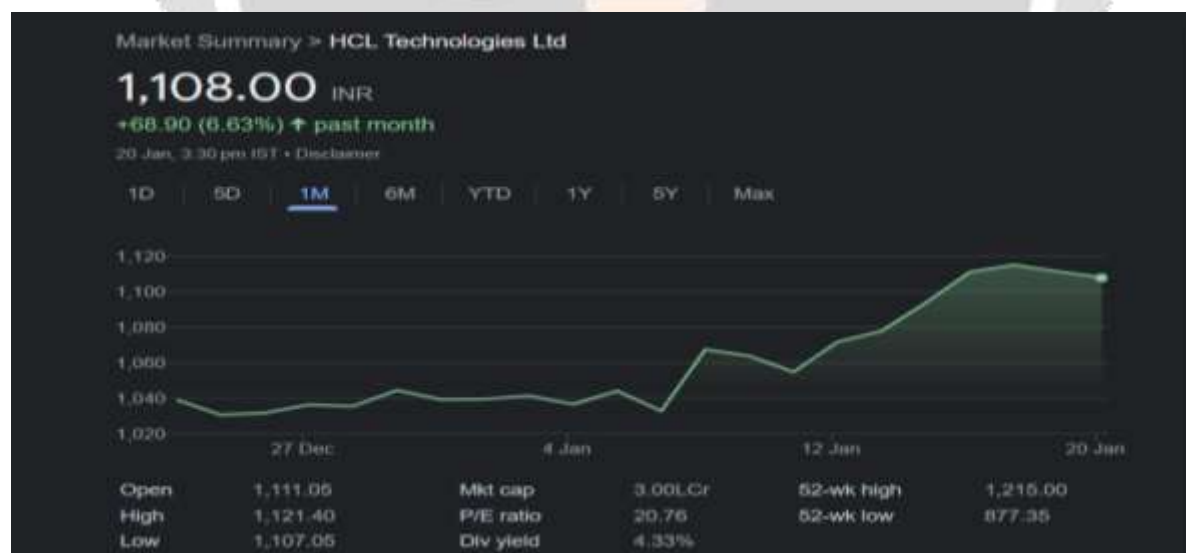 Market Summary > HCL Technologies Ltd
1,108.00 INR
+68.90 (6.63%) ↑ past month
20 Jan, 3:30 pm IST • Disclaimer
1D 5D 1M 6M YTD 1Y 5Y Max
1,120
1,100
1,080
1,060
1,040
1,020
27 Dec 4 Jan 12 Jan 20 Jan
Open 1,111.05 Mkt cap 3.00LCr 52-wk high 1,215.00
High 1,121.40 P/E ratio 20.76 52-wk low 877.35
Low 1,107.05 Div yield 4.33%